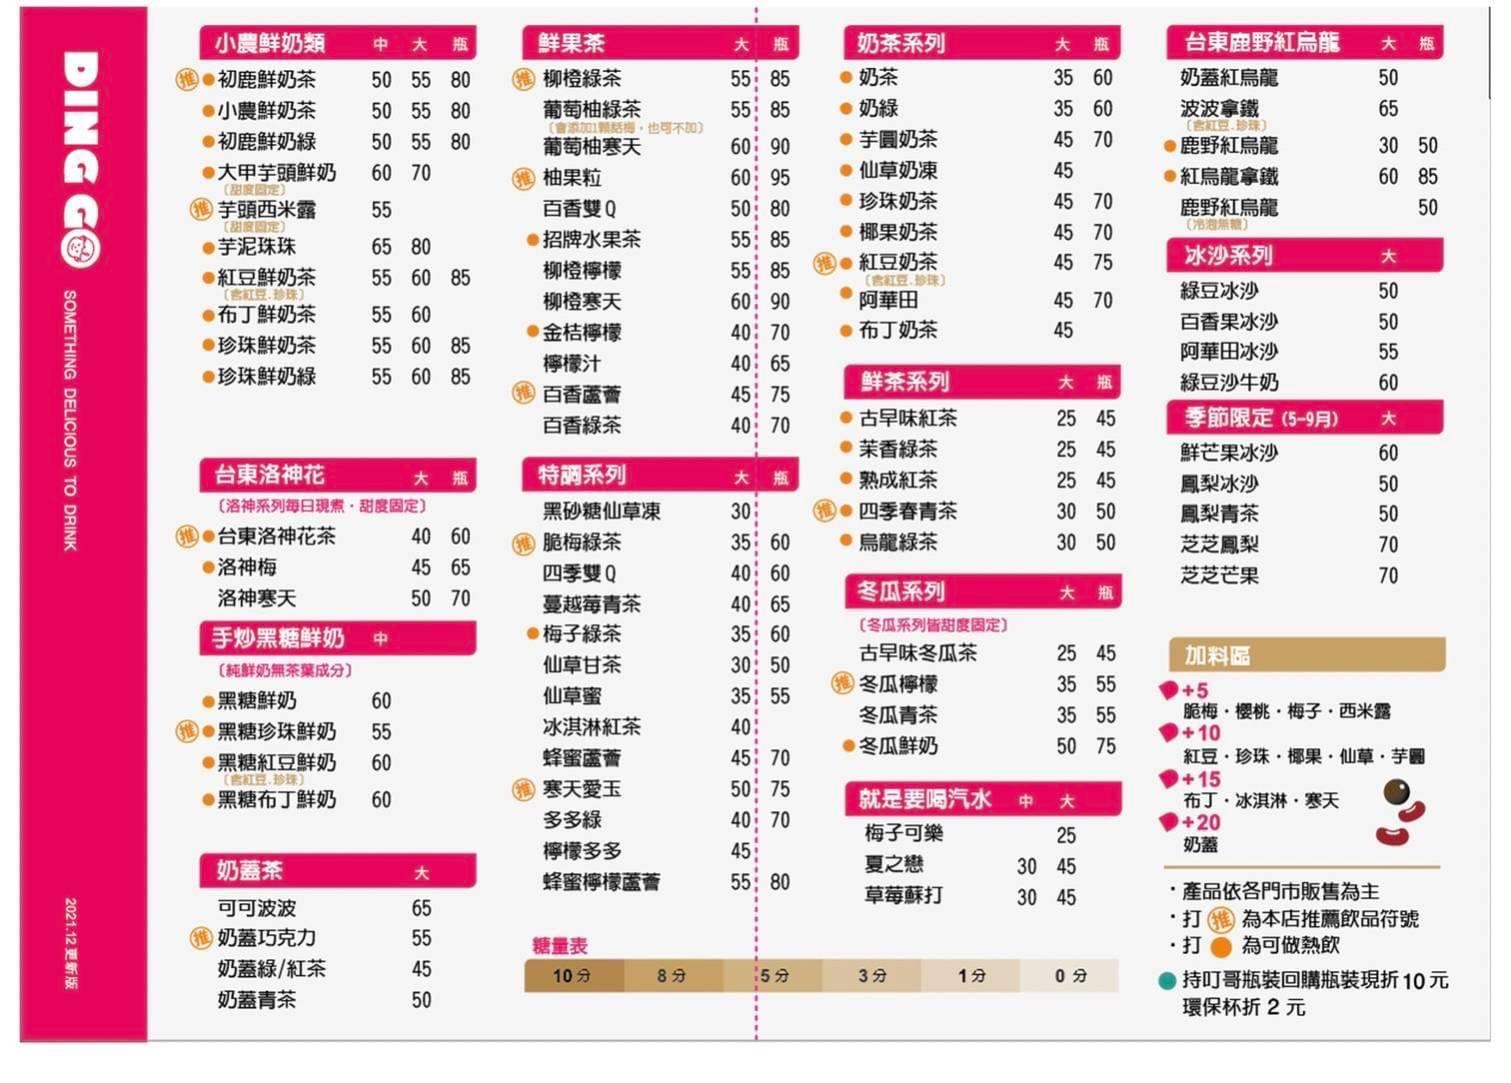 DING GO
SOMETHING DELICIOUS TO DRINK
2021.12更新版
小農鮮奶類 中 大 瓶
推 初鹿鮮奶茶 50 55 80
小農鮮奶茶 50 55 80
初鹿鮮奶綠 50 55 80
大甲芋頭鮮奶 60 70
(甜度固定)
推 芋頭西米露 55
(甜度固定)
芋泥珠珠 65 80
紅豆鮮奶茶 55 60 85
(含紅豆.珍珠)
布丁鮮奶茶 55 60
珍珠鮮奶茶 55 60 85
珍珠鮮奶綠 55 60 85
台東洛神花 大 瓶
(洛神系列每日現煮・甜度固定)
推 台東洛神花茶 40 60
洛神梅 45 65
洛神寒天 50 70
手炒黑糖鮮奶 中
(純鮮奶無茶葉成分)
黑糖鮮奶 60
推 黑糖珍珠鮮奶 55
黑糖紅豆鮮奶 60
(含紅豆.珍珠)
黑糖布丁鮮奶 60
奶蓋茶 大
可可波波 65
推 奶蓋巧克力 55
奶蓋綠/紅茶 45
奶蓋青茶 50
鮮果茶 大 瓶
推 柳橙綠茶 55 85
葡萄柚綠茶 55 85
(會添加1顆話梅，也可不加)
葡萄柚寒天 60 90
推 柚果粒 60 95
百香雙Q 50 80
招牌水果茶 55 85
柳橙檸檬 55 85
柳橙寒天 60 90
金桔檸檬 40 70
檸檬汁 40 65
推 百香蘆薈 45 75
百香綠茶 40 70
特調系列 大 瓶
黑砂糖仙草凍 30
推 脆梅綠茶 35 60
四季雙Q 40 60
蔓越莓青茶 40 65
梅子綠茶 35 60
仙草甘茶 30 50
仙草蜜 35 55
冰淇淋紅茶 40
蜂蜜蘆薈 45 70
推 寒天愛玉 50 75
多多綠 40 70
檸檬多多 45
蜂蜜檸檬蘆薈 55 80
糖量表
10分 8分 5分 3分 1分 0分
奶茶系列 大 瓶
奶茶 35 60
奶綠 35 60
芋圓奶茶 45 70
仙草奶凍 45
珍珠奶茶 45 70
椰果奶茶 45 70
推 紅豆奶茶 45 75
(含紅豆.珍珠)
阿華田 45 70
布丁奶茶 45
鮮茶系列 大 瓶
古早味紅茶 25 45
茉香綠茶 25 45
熟成紅茶 25 45
推 四季春青茶 30 50
烏龍綠茶 30 50
冬瓜系列 大 瓶
(冬瓜系列皆甜度固定)
古早味冬瓜茶 25 45
推 冬瓜檸檬 35 55
冬瓜青茶 35 55
冬瓜鮮奶 50 75
就是要喝汽水 中 大
梅子可樂 25
夏之戀 30 45
草莓蘇打 30 45
台東鹿野紅烏龍 大 瓶
奶蓋紅烏龍 50
波波拿鐵 65
(含紅豆.珍珠)
鹿野紅烏龍 30 50
紅烏龍拿鐵 60 85
鹿野紅烏龍 50
(冷泡無糖)
冰沙系列 大
綠豆冰沙 50
百香果冰沙 50
阿華田冰沙 55
綠豆沙牛奶 60
季節限定 (5-9月) 大
鮮芒果冰沙 60
鳳梨冰沙 50
鳳梨青茶 50
芝芝鳳梨 70
芝芝芒果 70
加料區
+5
脆梅・櫻桃・梅子・西米露
+10
紅豆・珍珠・椰果・仙草・芋圓
+15
布丁・冰淇淋・寒天
+20
奶蓋
・產品依各門市販售為主
・打 推 為本店推薦飲品符號
・打 為可做熱飲
持叮哥瓶裝回購瓶裝現折10元
環保杯折 2 元